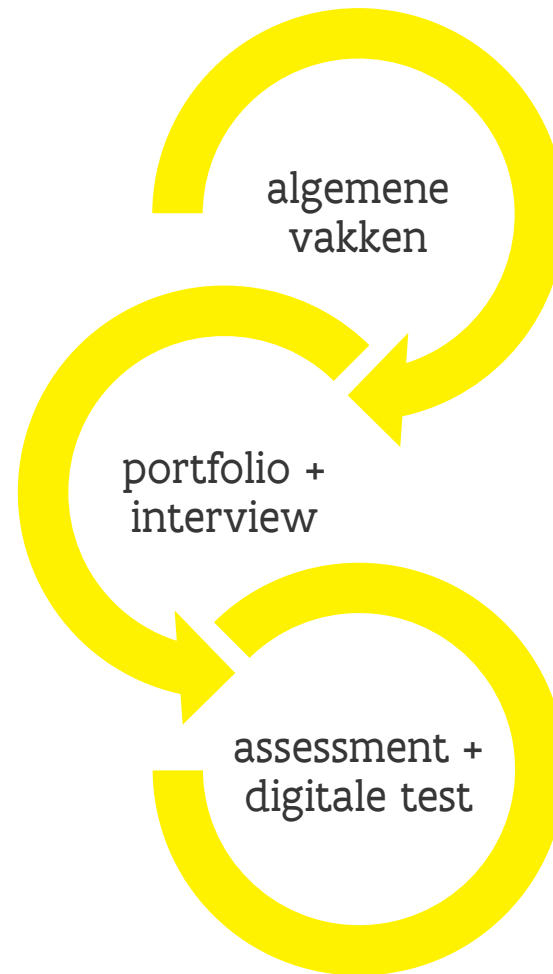 algemene
vakken
portfolio +
interview
assessment +
digitale test